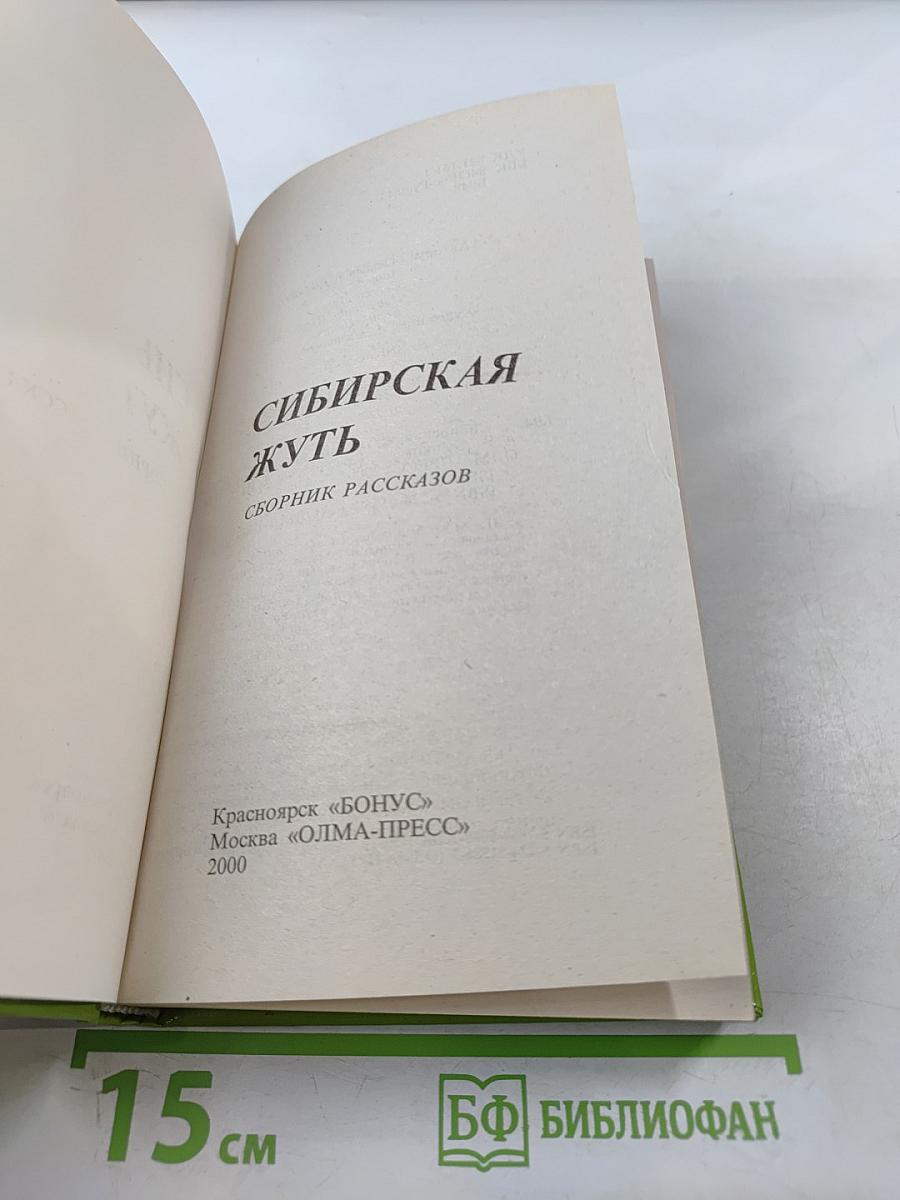 СИБИРСКАЯ
ЖУТЬ
СБОРНИК РАССКАЗОВ
Красноярск «БОНУС»
Москва «ОЛМА-ПРЕСС»
2000
15 см
БФ БИБЛИОФАН